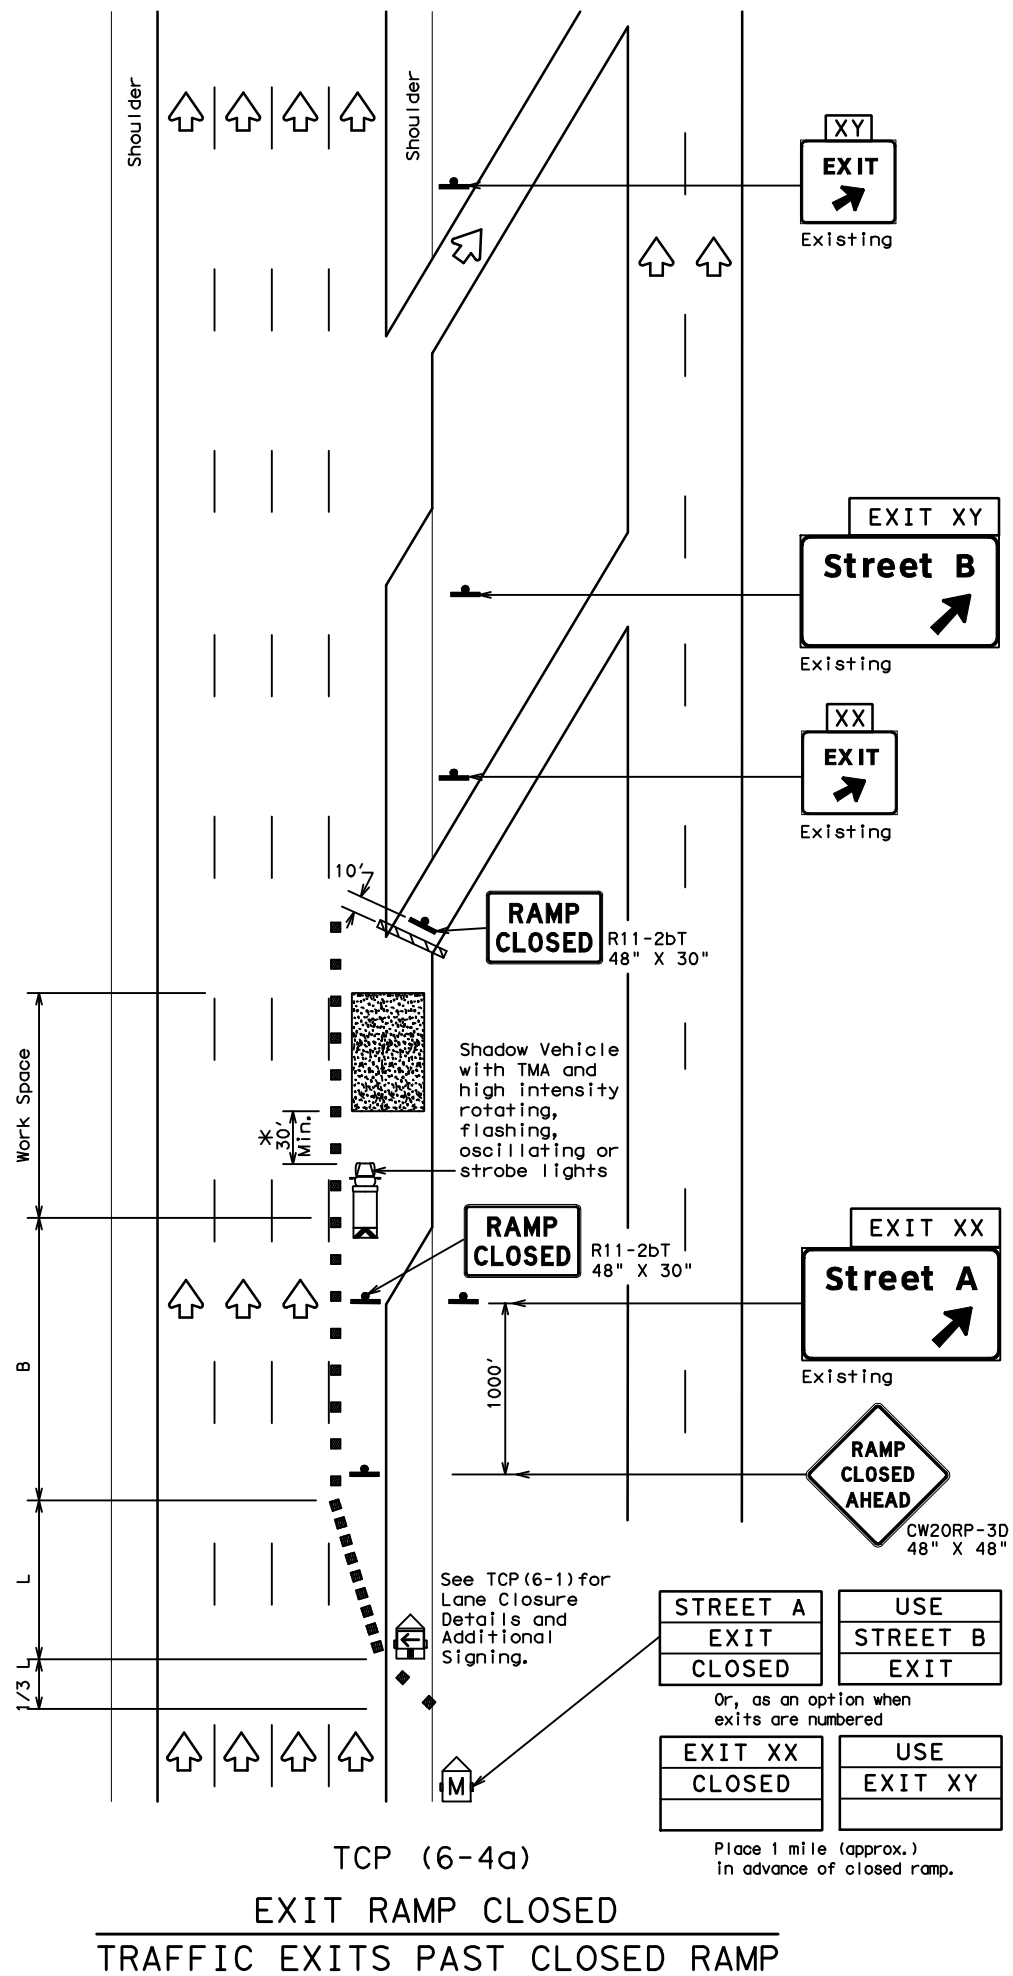 Shoulder
Shoulder
XY
EXIT
Existing
EXIT XY
Street B
Existing
XX
EXIT
Existing
10'
RAMP
CLOSED
R11-2bT
48" X 30"
Work Space
*
30'
Min.
Shadow Vehicle
with TMA and
high intensity
rotating,
flashing,
oscillating or
strobe lights
RAMP
CLOSED
R11-2bT
48" X 30"
EXIT XX
Street A
Existing
1000'
B
RAMP
CLOSED
AHEAD
CW20RP-3D
48" X 48"
L
See TCP(6-1)for
Lane Closure
Details and
Additional
Signing.
1/3 L
STREET A
EXIT
CLOSED
USE
STREET B
EXIT
Or, as an option when
exits are numbered
EXIT XX
CLOSED
USE
EXIT XY
M
Place 1 mile (approx.)
in advance of closed ramp.
TCP (6-4a)
EXIT RAMP CLOSED
TRAFFIC EXITS PAST CLOSED RAMP